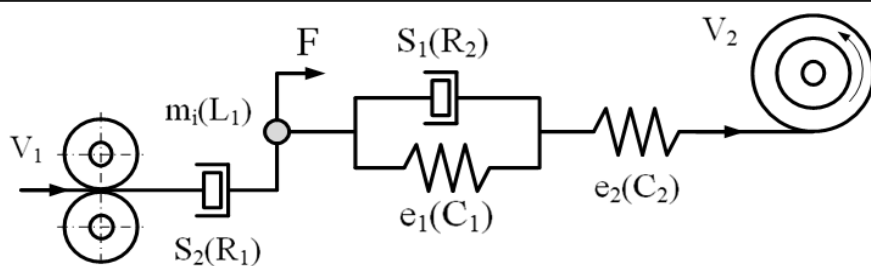 F
S₁(R₂)
V₂
mᵢ(L₁)
V₁
e₁(C₁)
e₂(C₂)
S₂(R₁)